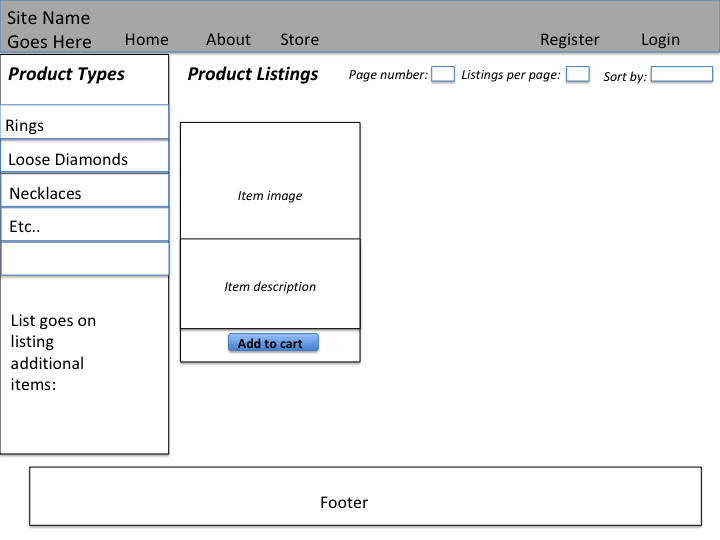 Site Name
Goes Here
Home
About
Store
Register
Login
Product Types
Product Listings
Page number:
Listings per page:
Sort by:
Rings
Loose Diamonds
Necklaces
Etc..
List goes on
listing
additional
items:
Item image
Item description
Add to cart
Footer